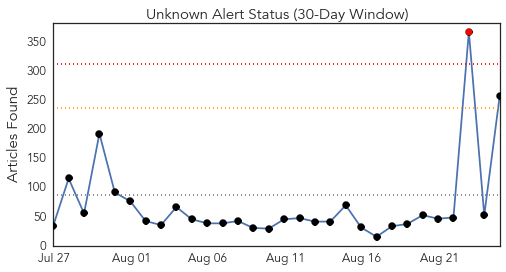 Unknown Alert Status (30-Day Window)
Articles Found
350
300
250
200
150
100
50
0
Jul 27
Aug 01
Aug 06
Aug 11
Aug 16
Aug 21